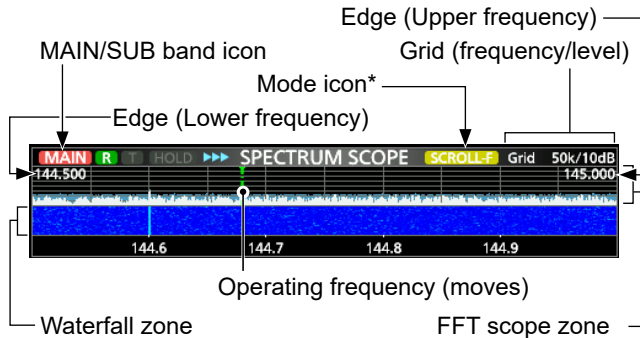 Edge (Upper frequency)
MAIN/SUB band icon
Grid (frequency/level)
Mode icon*
Edge (Lower frequency)
MAIN R T HOLD SPECTRUM SCOPE SCROLL-F Grid 50k/10dB
144.500 145.000
144.6 144.7 144.8 144.9
Operating frequency (moves)
Waterfall zone
FFT scope zone